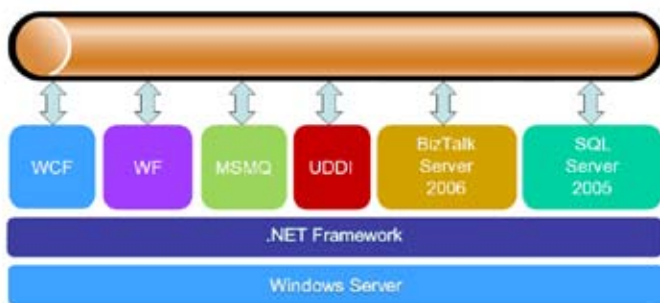 WCF
WF
MSMQ
UDDI
BizTalk
Server
2006
SQL
Server
2005
.NET Framework
Windows Server